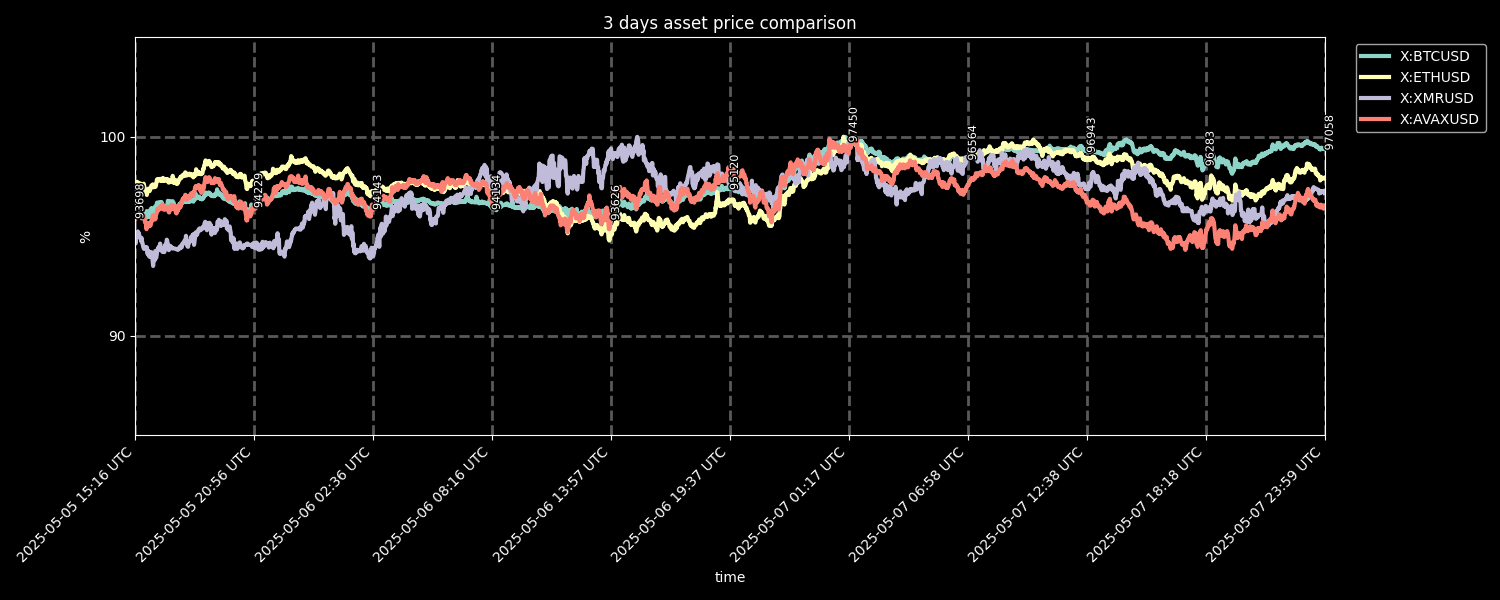 3 days asset price comparison
X:BTCUSD
X:ETHUSD
X:XMRUSD
X:AVAXUSD
100
90
%
93698
94229
94143
94134
93626
95120
97450
96564
96943
96283
97058
2025-05-05 15:16 UTC
2025-05-05 20:56 UTC
2025-05-06 02:36 UTC
2025-05-06 08:16 UTC
2025-05-06 13:57 UTC
2025-05-06 19:37 UTC
2025-05-07 01:17 UTC
2025-05-07 06:58 UTC
2025-05-07 12:38 UTC
2025-05-07 18:18 UTC
2025-05-07 23:59 UTC
time